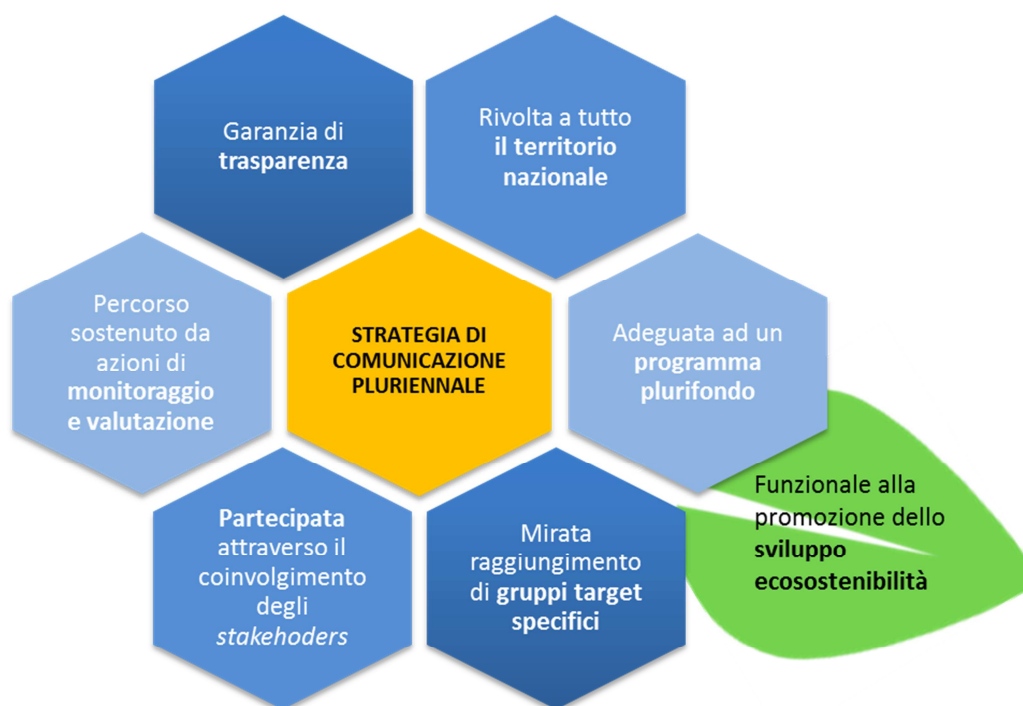 Garanzia di
trasparenza
Rivolta a tutto
il territorio
nazionale
Percorso
sostenuto da
azioni di
monitoraggio
e valutazione
STRATEGIA DI
COMUNICAZIONE
PLURIENNALE
Adeguata ad un
programma
plurifondo
Partecipata
attraverso il
coinvolgimento
degli
stakehoders
Mirata
raggiungimento
di gruppi target
specifici
Funzionale alla
promozione dello
sviluppo
ecosostenibilità